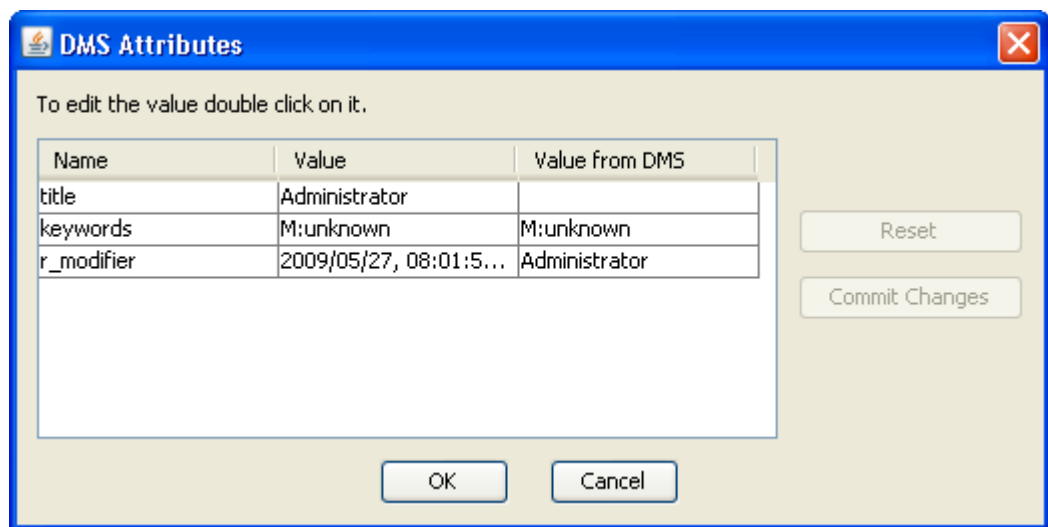 DMS Attributes
To edit the value double click on it.
Name Value Value from DMS
title Administrator
keywords M:unknown M:unknown
r_modifier 2009/05/27, 08:01:5... Administrator
Reset
Commit Changes
OK Cancel